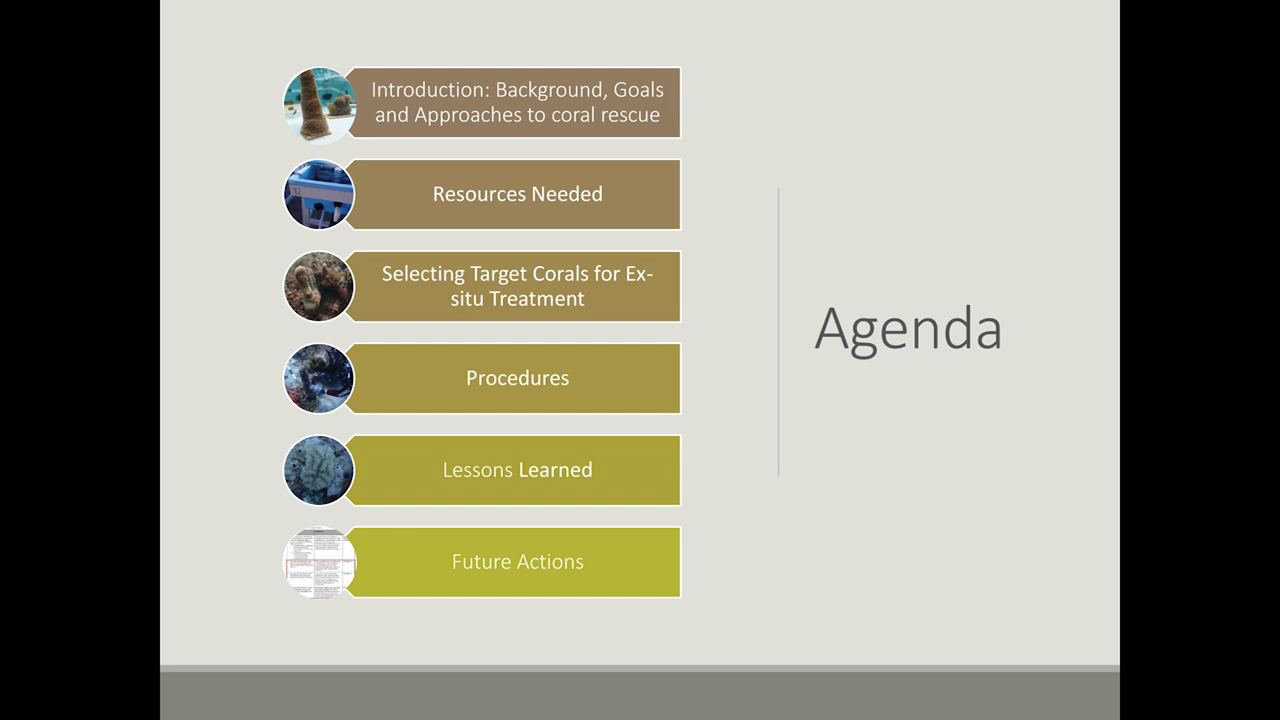 Introduction: Background, Goals
and Approaches to coral rescue
Resources Needed
Selecting Target Corals for Ex-
situ Treatment
Procedures
Lessons Learned
Future Actions
Agenda